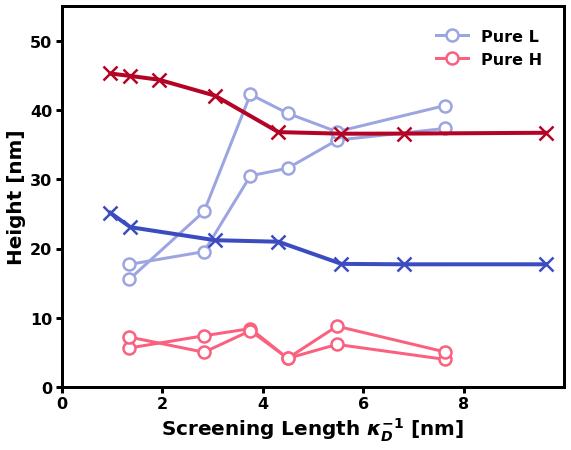 50
40
30
20
10
0
Height [nm]
Pure L
Pure H
0 2 4 6 8
Screening Length κ_D^{-1} [nm]